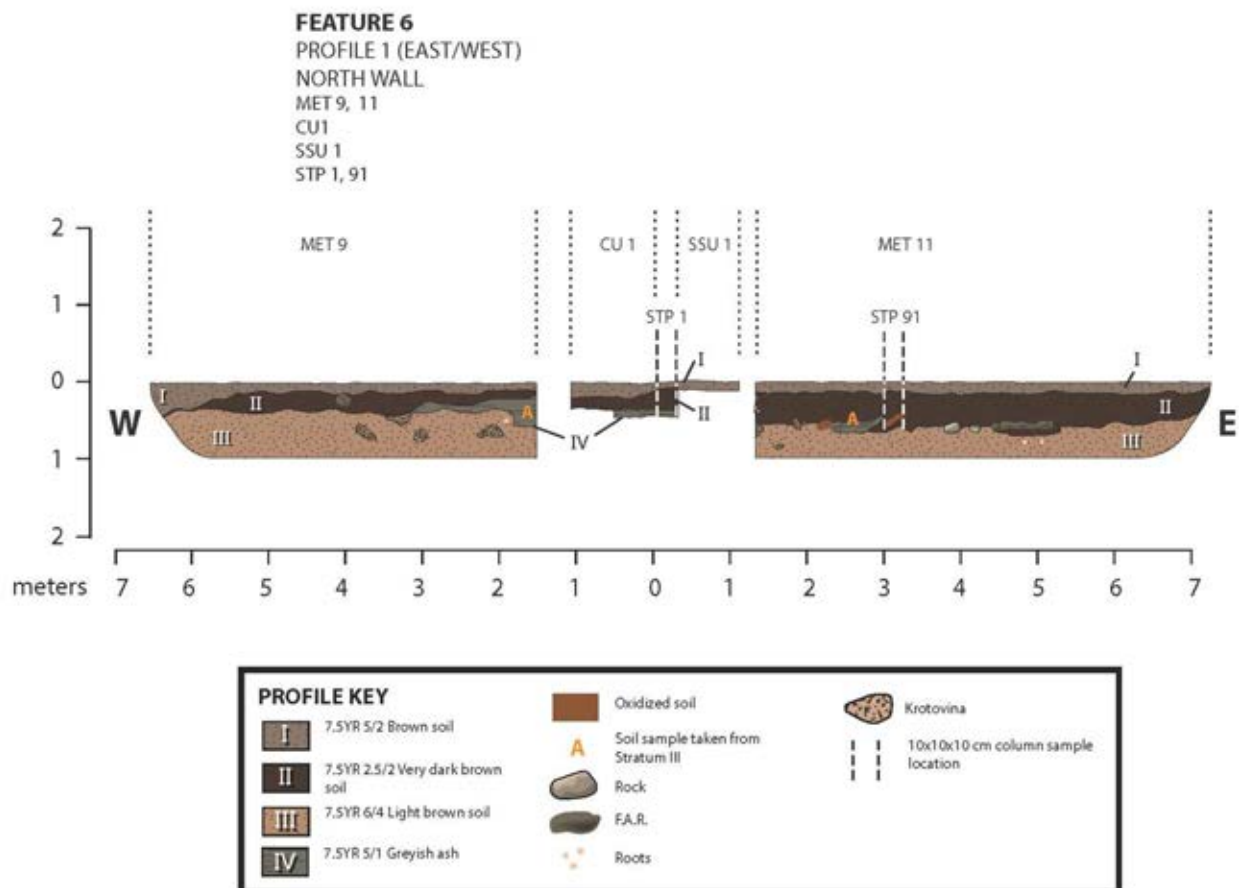 FEATURE 6
PROFILE 1 (EAST/WEST)
NORTH WALL
MET 9, 11
CU1
SSU 1
STP 1, 91
2
1
0
1
2
MET 9
CU 1
SSU 1
MET 11
STP 1
STP 91
I
I
I
II
II
II
A
A
W
E
III
IV
III
meters 7 6 5 4 3 2 1 0 1 2 3 4 5 6 7
PROFILE KEY
I 7.5YR 5/2 Brown soil
II 7.5YR 2.5/2 Very dark brown
soil
III 7.5YR 6/4 Light brown soil
IV 7.5YR 5/1 Greyish ash
Oxidized soil
A Soil sample taken from
Stratum III
Rock
F.A.R.
Roots
Krotovina
10x10x10 cm column sample
location